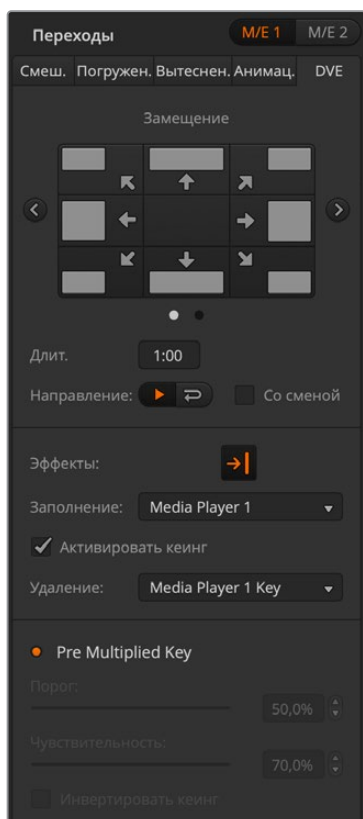 Переходы M/E 1 M/E 2
Смеш. Погружен. Вытеснен. Анимац. DVE
Замещение
Длит. 1:00
Направление: Со сменой
Эффекты:
Заполнение: Media Player 1
Активировать кеинг
Удаление: Media Player 1 Key
Pre Multiplied Key
Порог:
50,0%
Чувствительность:
70,0%
Инвертировать кеинг